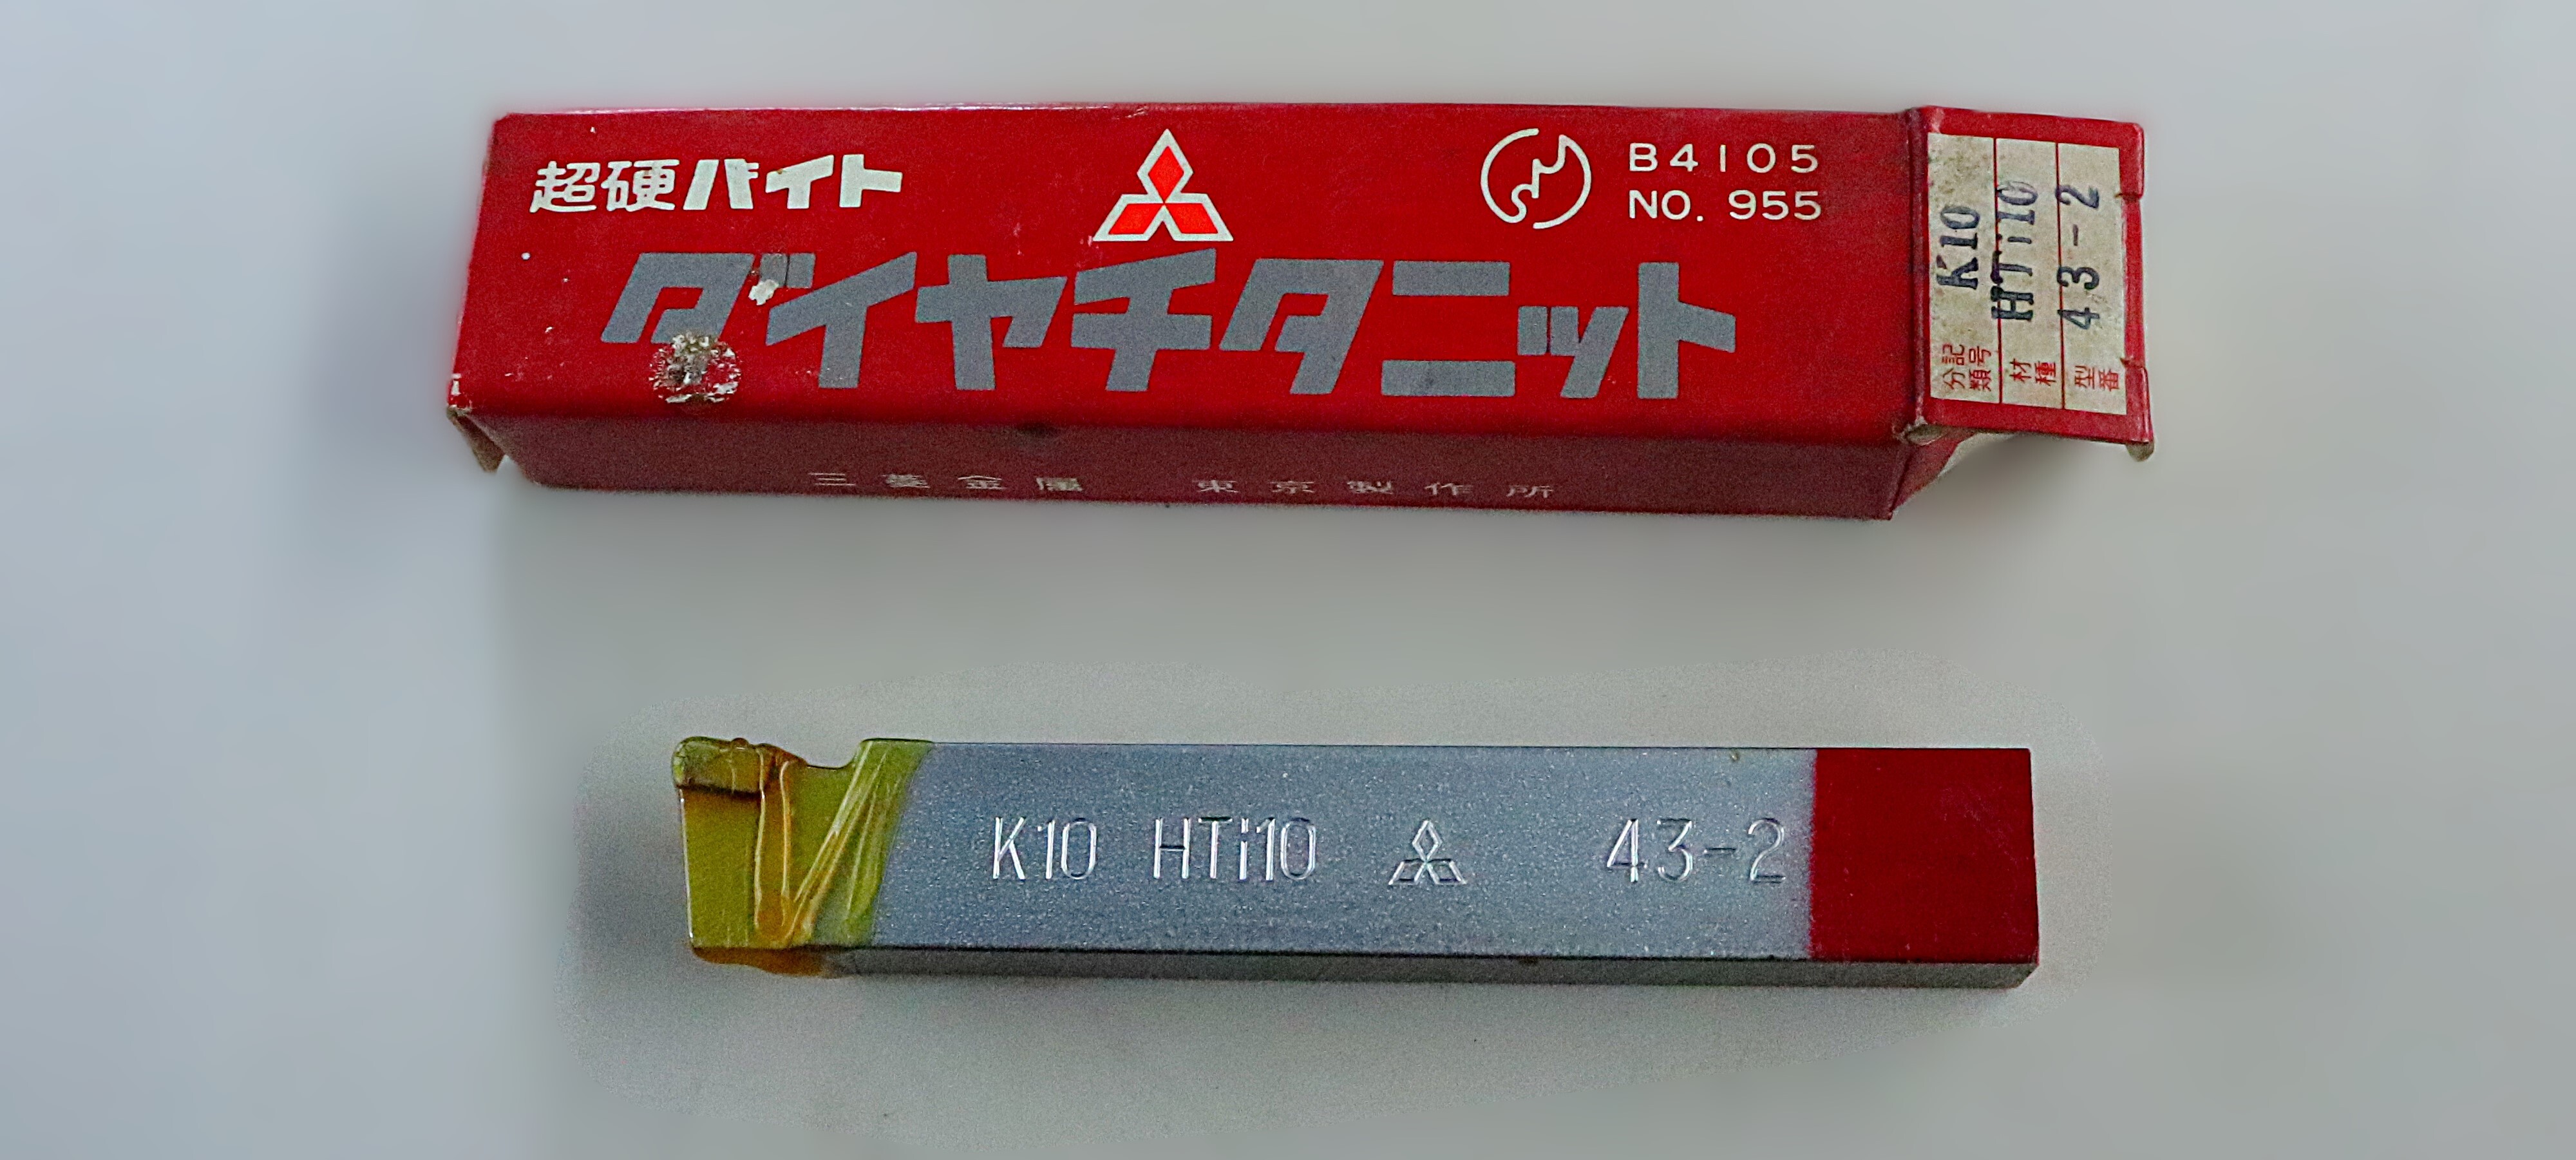 超硬バイト
B4105
NO. 955
ダイヤチタニット
三菱金属 東京製作所
分類記号 K10
材種 HTi10
型番 43-2
K10 HTi10 43-2